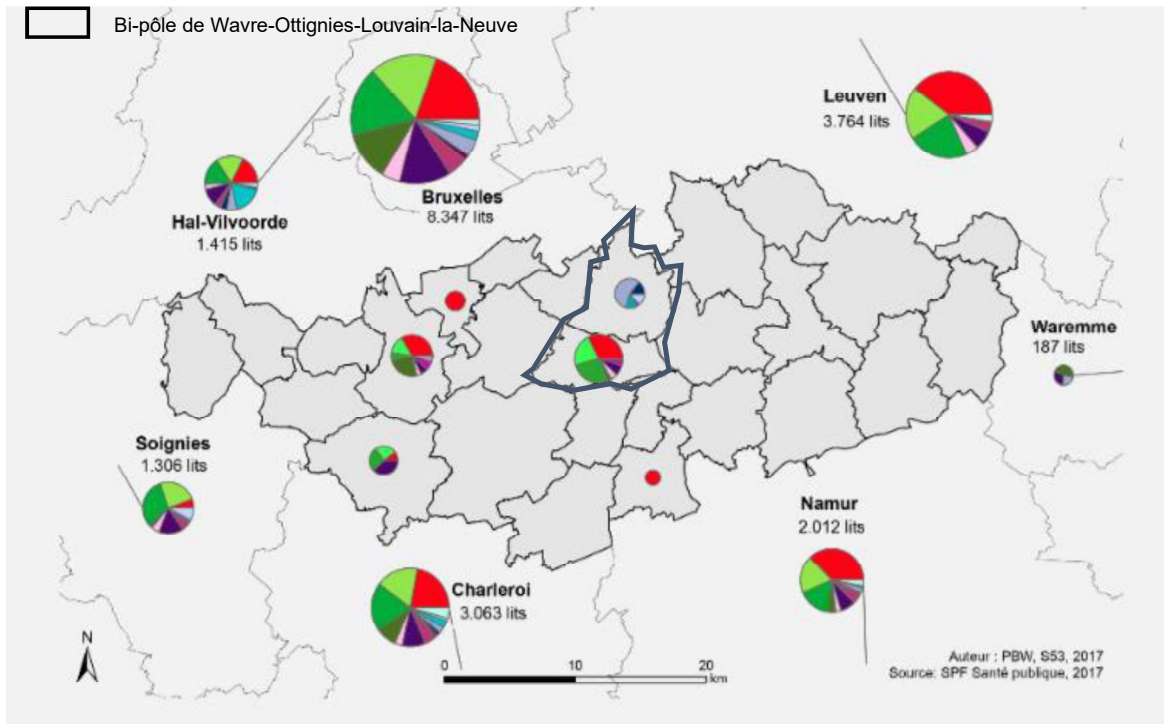 Bi-pôle de Wavre-Ottignies-Louvain-la-Neuve
Leuven
3.764 lits
Bruxelles
8.347 lits
Hal-Vilvoorde
1.415 lits
Waremme
187 lits
Soignies
1.306 lits
Namur
2.012 lits
Charleroi
3.063 lits
N
0 10 20
km
Auteur : PBW, S53, 2017
Source: SPF Santé publique, 2017